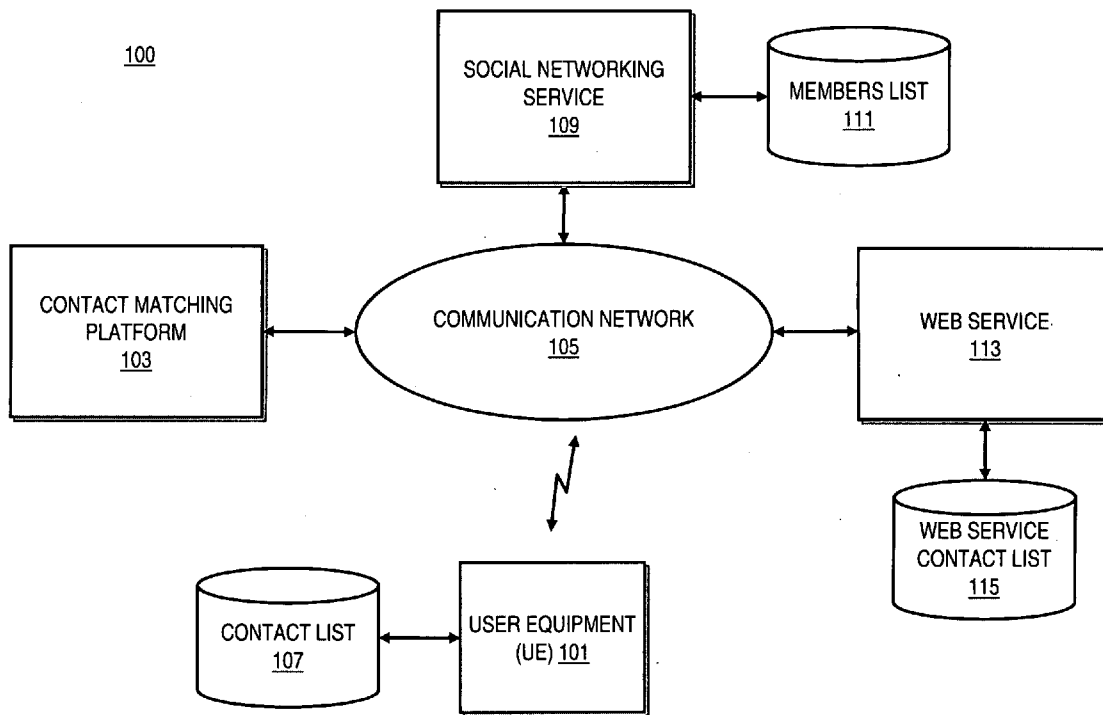 100
SOCIAL NETWORKING
SERVICE
109
MEMBERS LIST
111
CONTACT MATCHING
PLATFORM
103
COMMUNICATION NETWORK
105
WEB SERVICE
113
WEB SERVICE
CONTACT LIST
115
CONTACT LIST
107
USER EQUIPMENT
(UE) 101